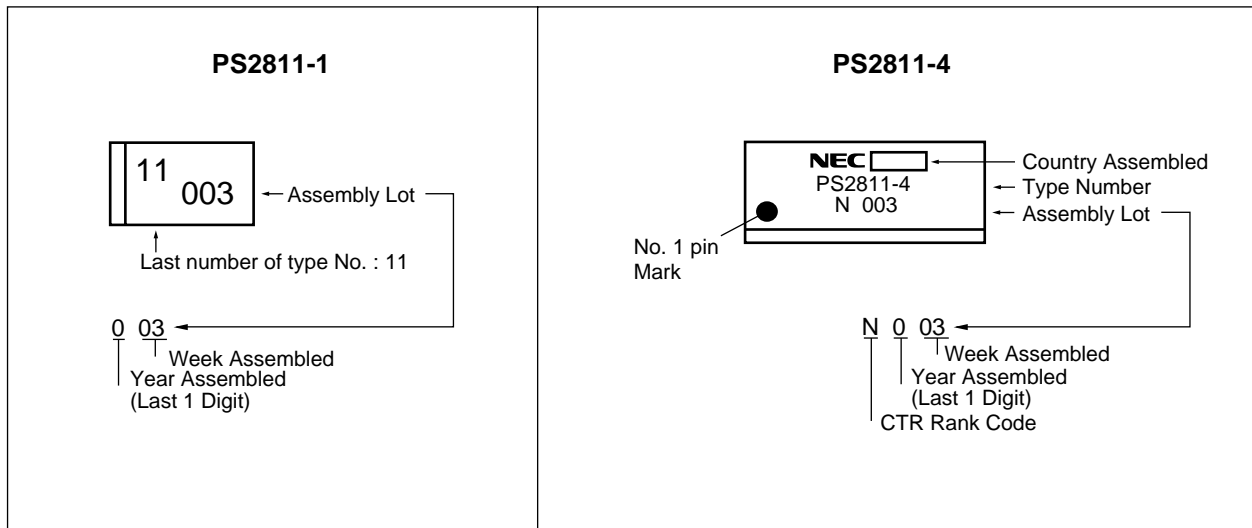 PS2811-1
11
003
Assembly Lot
Last number of type No. : 11
0 03
Week Assembled
Year Assembled
(Last 1 Digit)
PS2811-4
NEC
Country Assembled
PS2811-4
Type Number
N 003
Assembly Lot
No. 1 pin
Mark
N 0 03
Week Assembled
Year Assembled
(Last 1 Digit)
CTR Rank Code